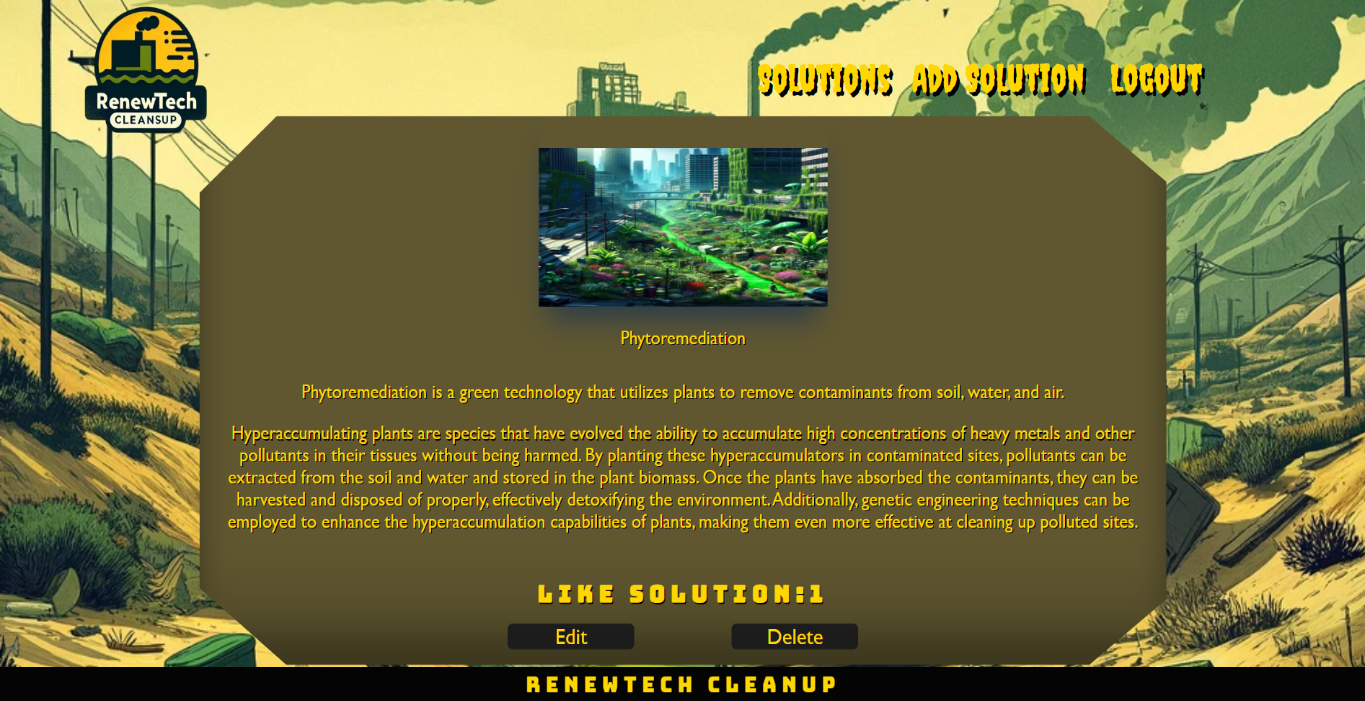 RenewTech
CLEANSUP
SOLUTIONS ADD SOLUTION LOGOUT
Phytoremediation
Phytoremediation is a green technology that utilizes plants to remove contaminants from soil, water, and air.
Hyperaccumulating plants are species that have evolved the ability to accumulate high concentrations of heavy metals and other
pollutants in their tissues without being harmed. By planting these hyperaccumulators in contaminated sites, pollutants can be
extracted from the soil and water and stored in the plant biomass. Once the plants have absorbed the contaminants, they can be
harvested and disposed of properly, effectively detoxifying the environment. Additionally, genetic engineering techniques can be
employed to enhance the hyperaccumulation capabilities of plants, making them even more effective at cleaning up polluted sites.
LIKE SOLUTION:1
Edit Delete
RENEWTECH CLEANUP